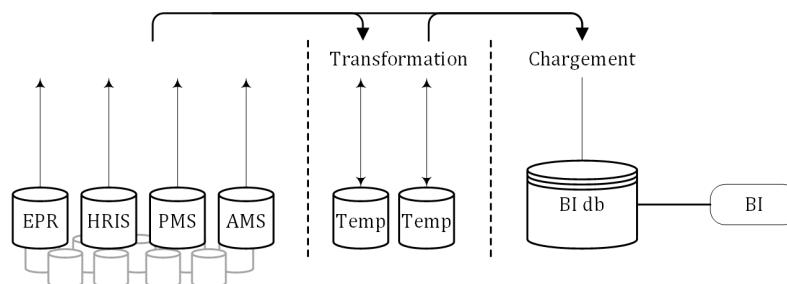 Transformation
Chargement
EPR HRIS PMS AMS
Temp Temp
BI db
BI